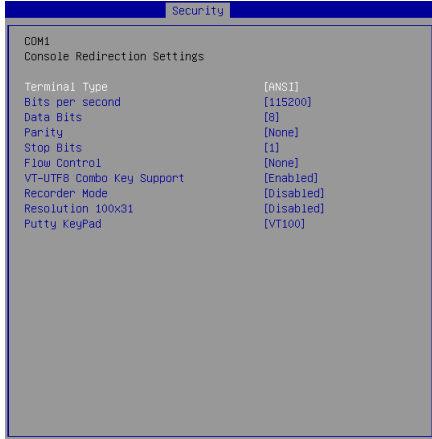 Security
COM1
Console Redirection Settings
Terminal Type [ANSI]
Bits per second [115200]
Data Bits [8]
Parity [None]
Stop Bits [1]
Flow Control [None]
VT-UTF8 Combo Key Support [Enabled]
Recorder Mode [Disabled]
Resolution 100x31 [Disabled]
Putty KeyPad [VT100]